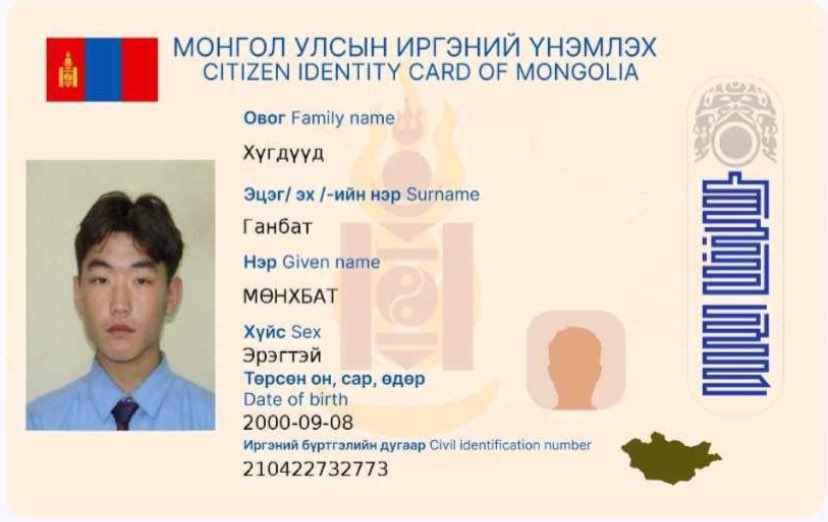 МОНГОЛ УЛСЫН ИРГЭНИЙ ҮНЭМЛЭХ
CITIZEN IDENTITY CARD OF MONGOLIA
Овог Family name
Хүгдүүд
Эцэг/ эх /-ийн нэр Surname
Ганбат
Нэр Given name
МӨНХБАТ
Хүйс Sex
Эрэгтэй
Төрсөн он, сар, өдөр
Date of birth
2000-09-08
Иргэний бүртгэлийн дугаар Civil identification number
210422732773